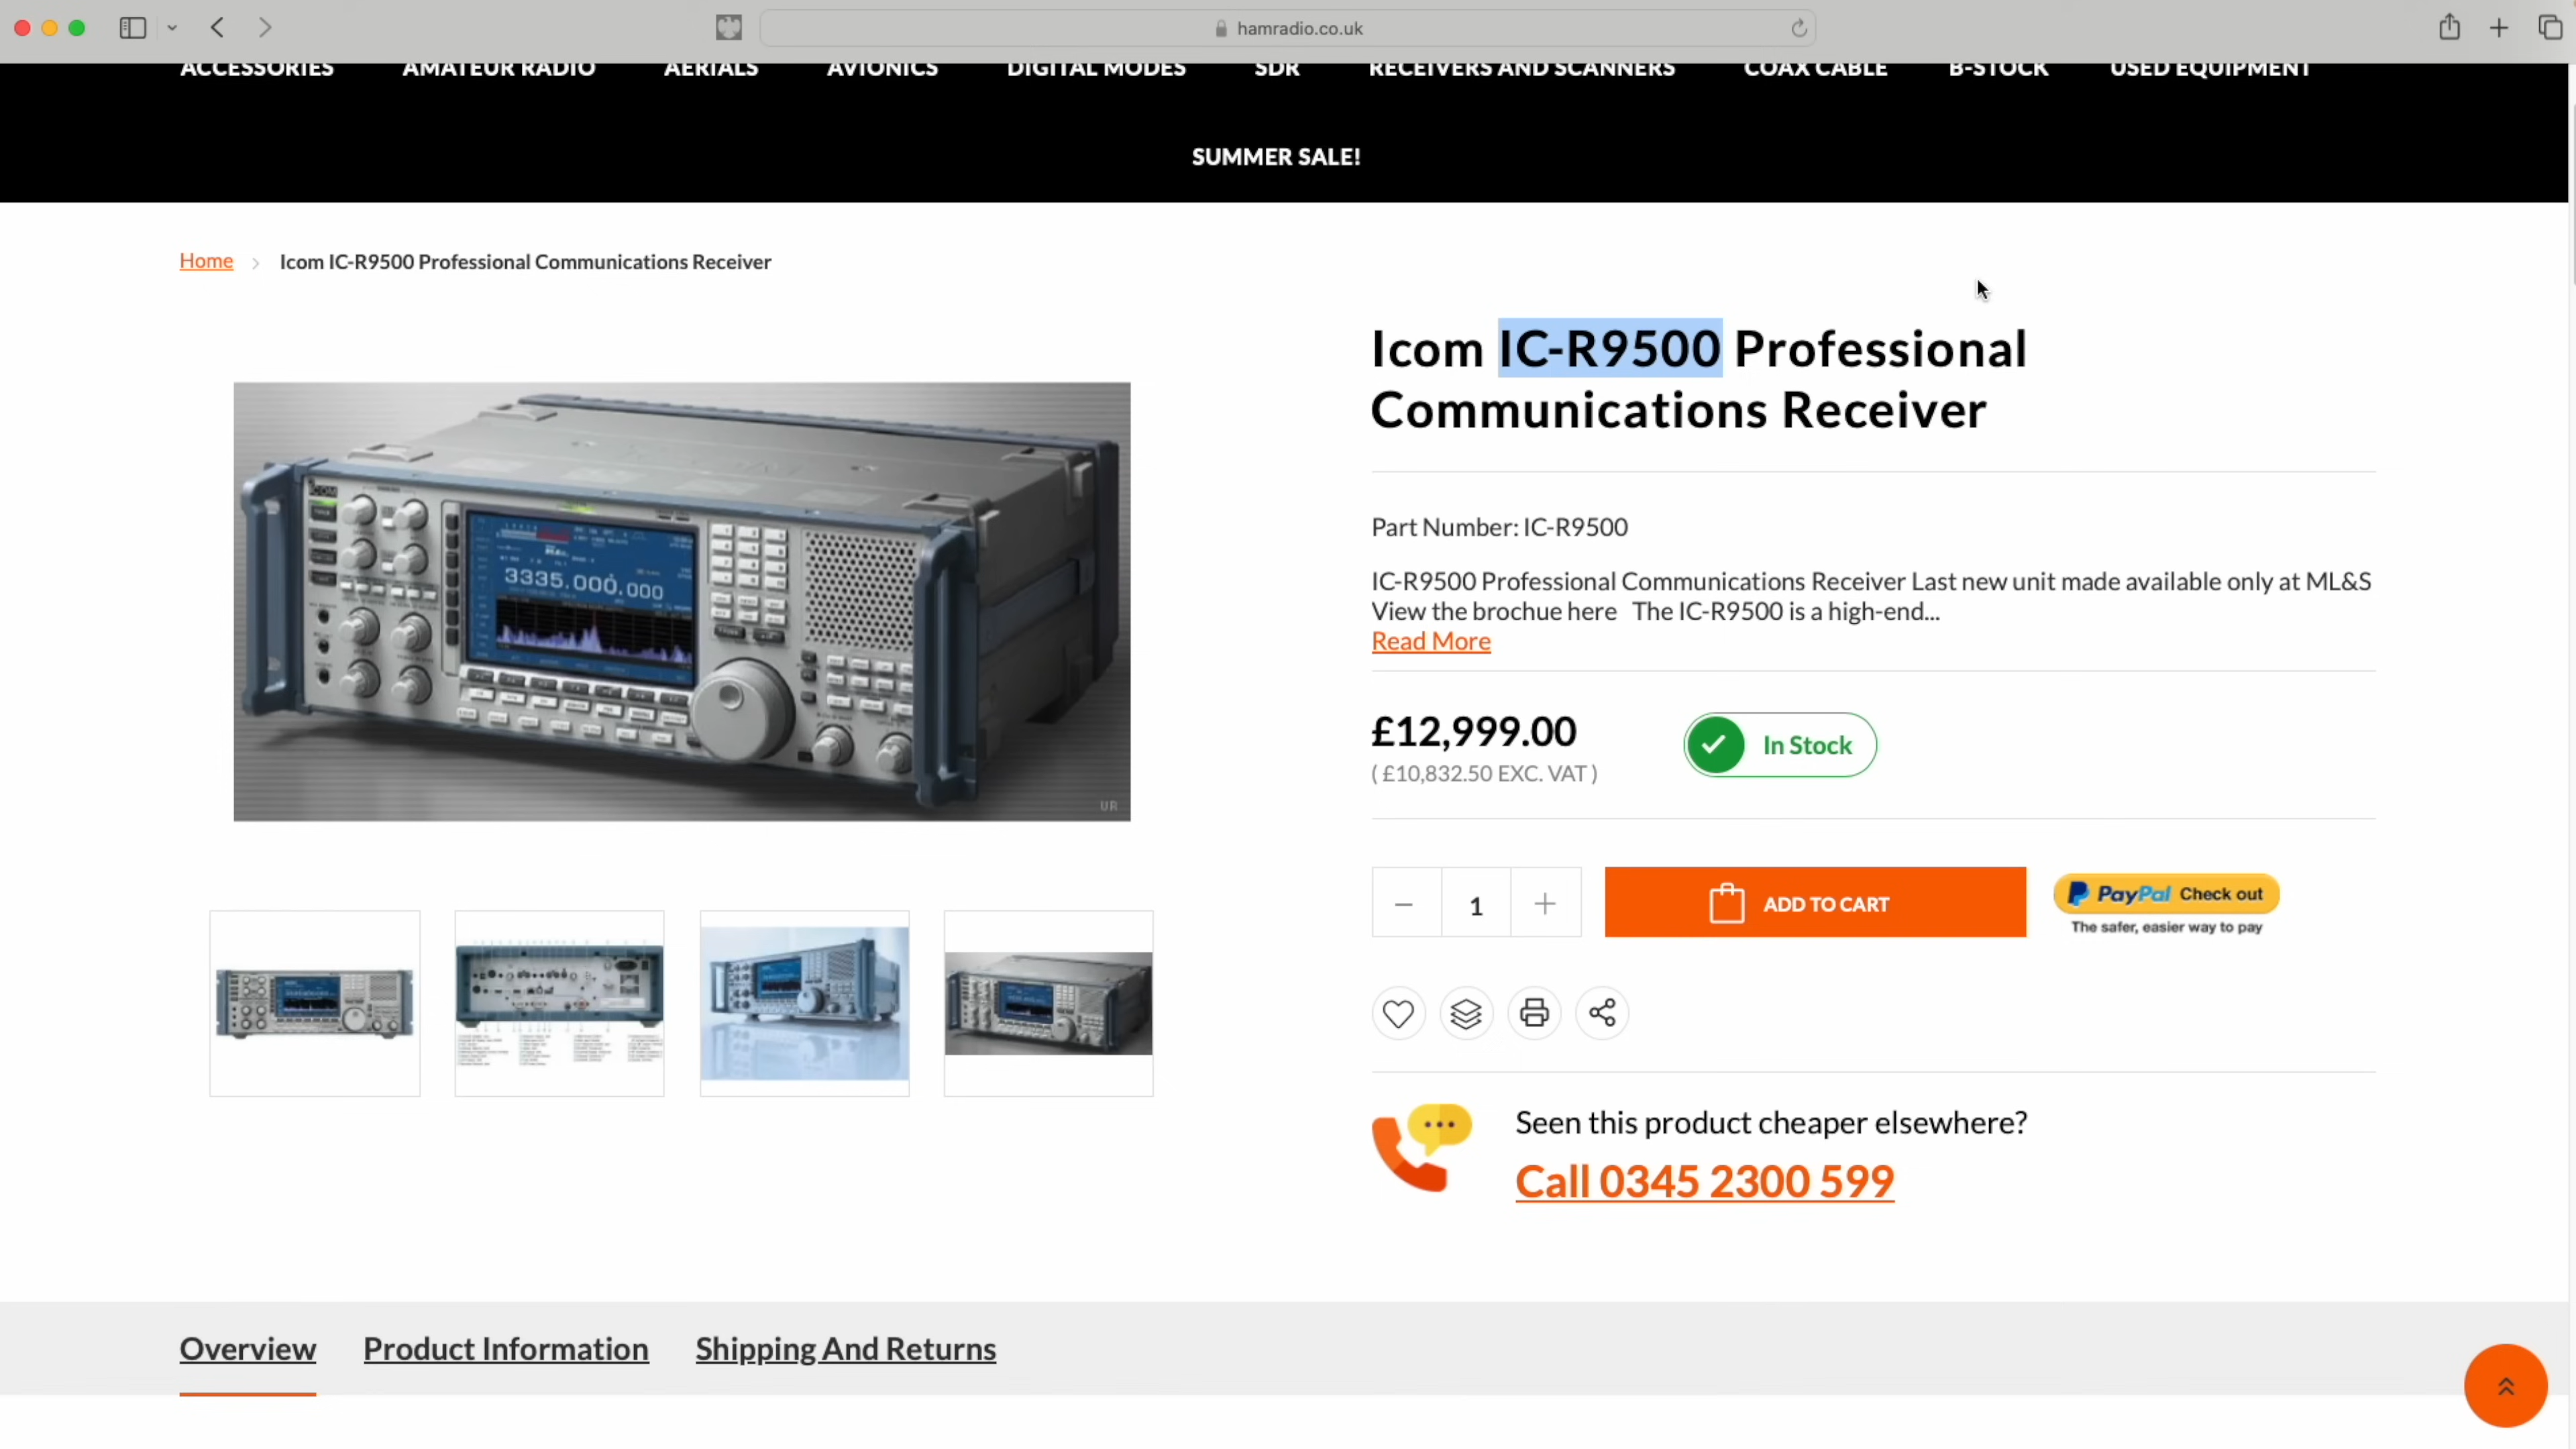 hamradio.co.uk
ACCESSORIES AMATEUR RADIO AERIALS AVIONICS DIGITAL MODES SDR RECEIVERS AND SCANNERS COAX CABLE B-STOCK USED EQUIPMENT
SUMMER SALE!
Home Icom IC-R9500 Professional Communications Receiver
Icom IC-R9500 Professional
Communications Receiver
ICOM
3335.000.000
UR
Part Number: IC-R9500
IC-R9500 Professional Communications Receiver Last new unit made available only at ML&S
View the brochue here The IC-R9500 is a high-end...
Read More
£12,999.00
( £10,832.50 EXC. VAT )
In Stock
1
ADD TO CART
PayPal Check out
The safer, easier way to pay
Seen this product cheaper elsewhere?
Call 0345 2300 599
Overview Product Information Shipping And Returns